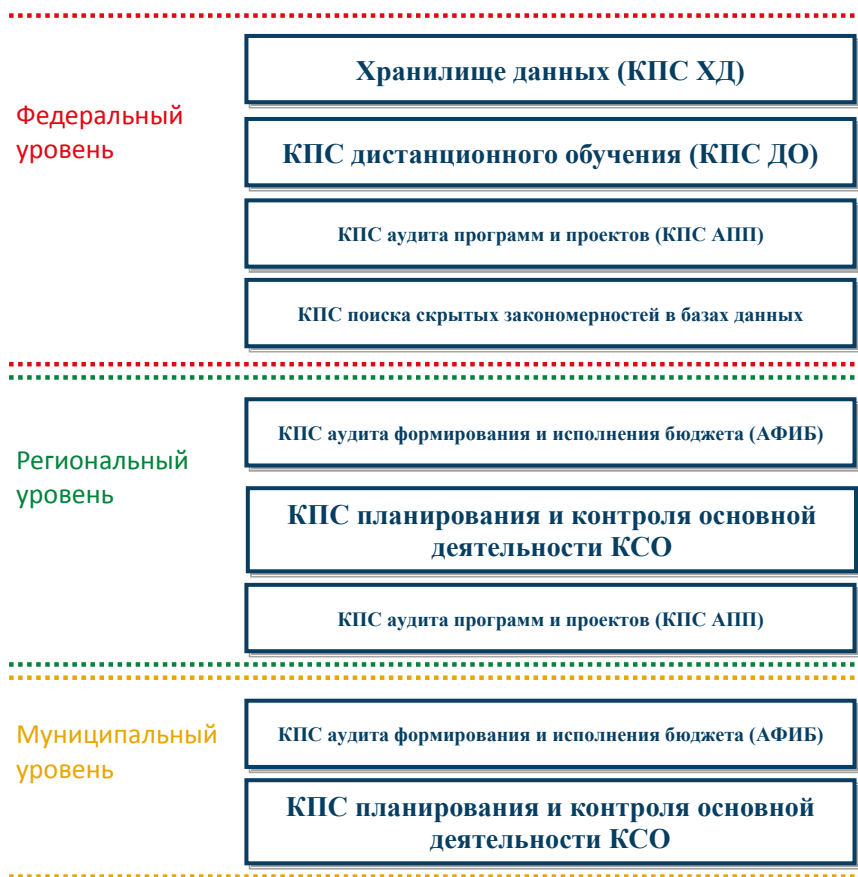 Федеральный
уровень
Хранилище данных (КПС ХД)
КПС дистанционного обучения (КПС ДО)
КПС аудита программ и проектов (КПС АПП)
КПС поиска скрытых закономерностей в базах данных
Региональный
уровень
КПС аудита формирования и исполнения бюджета (АФИБ)
КПС планирования и контроля основной
деятельности КСО
КПС аудита программ и проектов (КПС АПП)
Муниципальный
уровень
КПС аудита формирования и исполнения бюджета (АФИБ)
КПС планирования и контроля основной
деятельности КСО